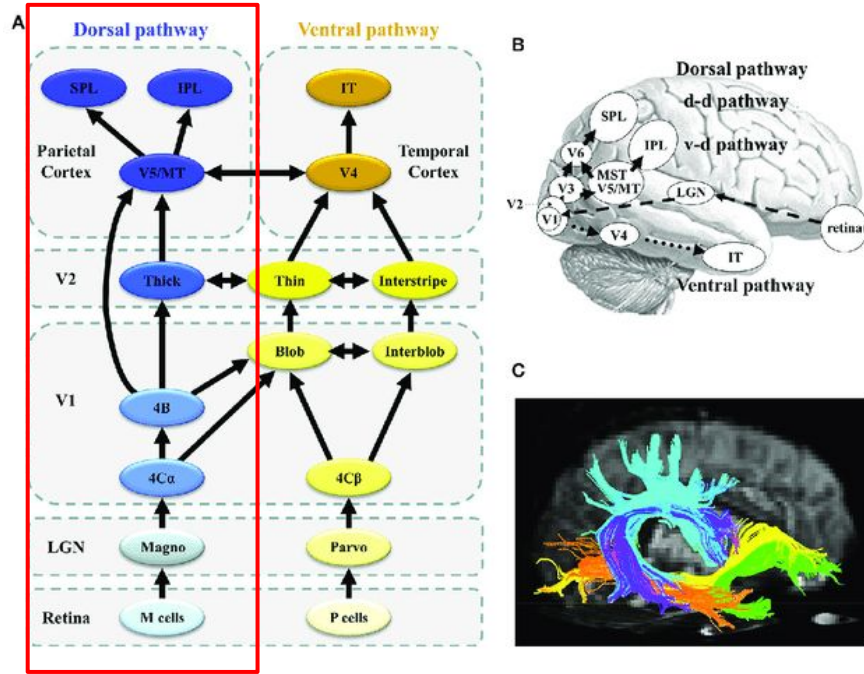 A
Dorsal pathway
Ventral pathway
SPL
IPL
IT
Parietal
Cortex
V5/MT
V4
Temporal
Cortex
V2
Thick
Thin
Interstripe
V1
Blob
Interblob
4B
4Cα
4Cβ
LGN
Magno
Parvo
Retina
M cells
P cells
B
Dorsal pathway
d-d pathway
v-d pathway
SPL
IPL
V6
MST
V5/MT
V3
LGN
V2
V1
V4
retina
IT
Ventral pathway
C